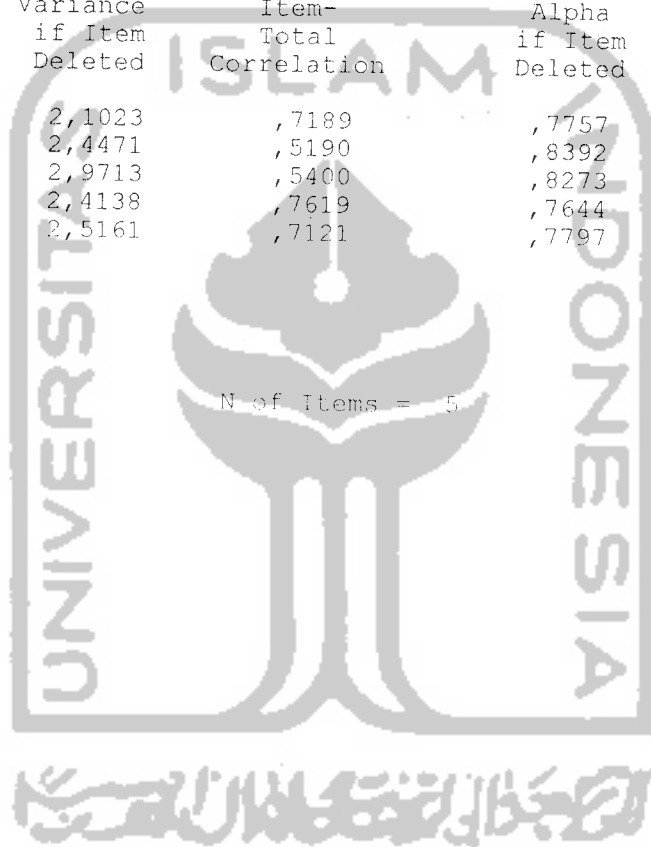 Variance Item- Alpha
if Item Total if Item
Deleted Correlation Deleted
2,1023 ,7189 ,7757
2,4471 ,5190 ,8392
2,9713 ,5400 ,8273
2,4138 ,7619 ,7644
2,5161 ,7121 ,7797
N of Items = 5
UNIVERSITAS
ISLAM
INDONESIA